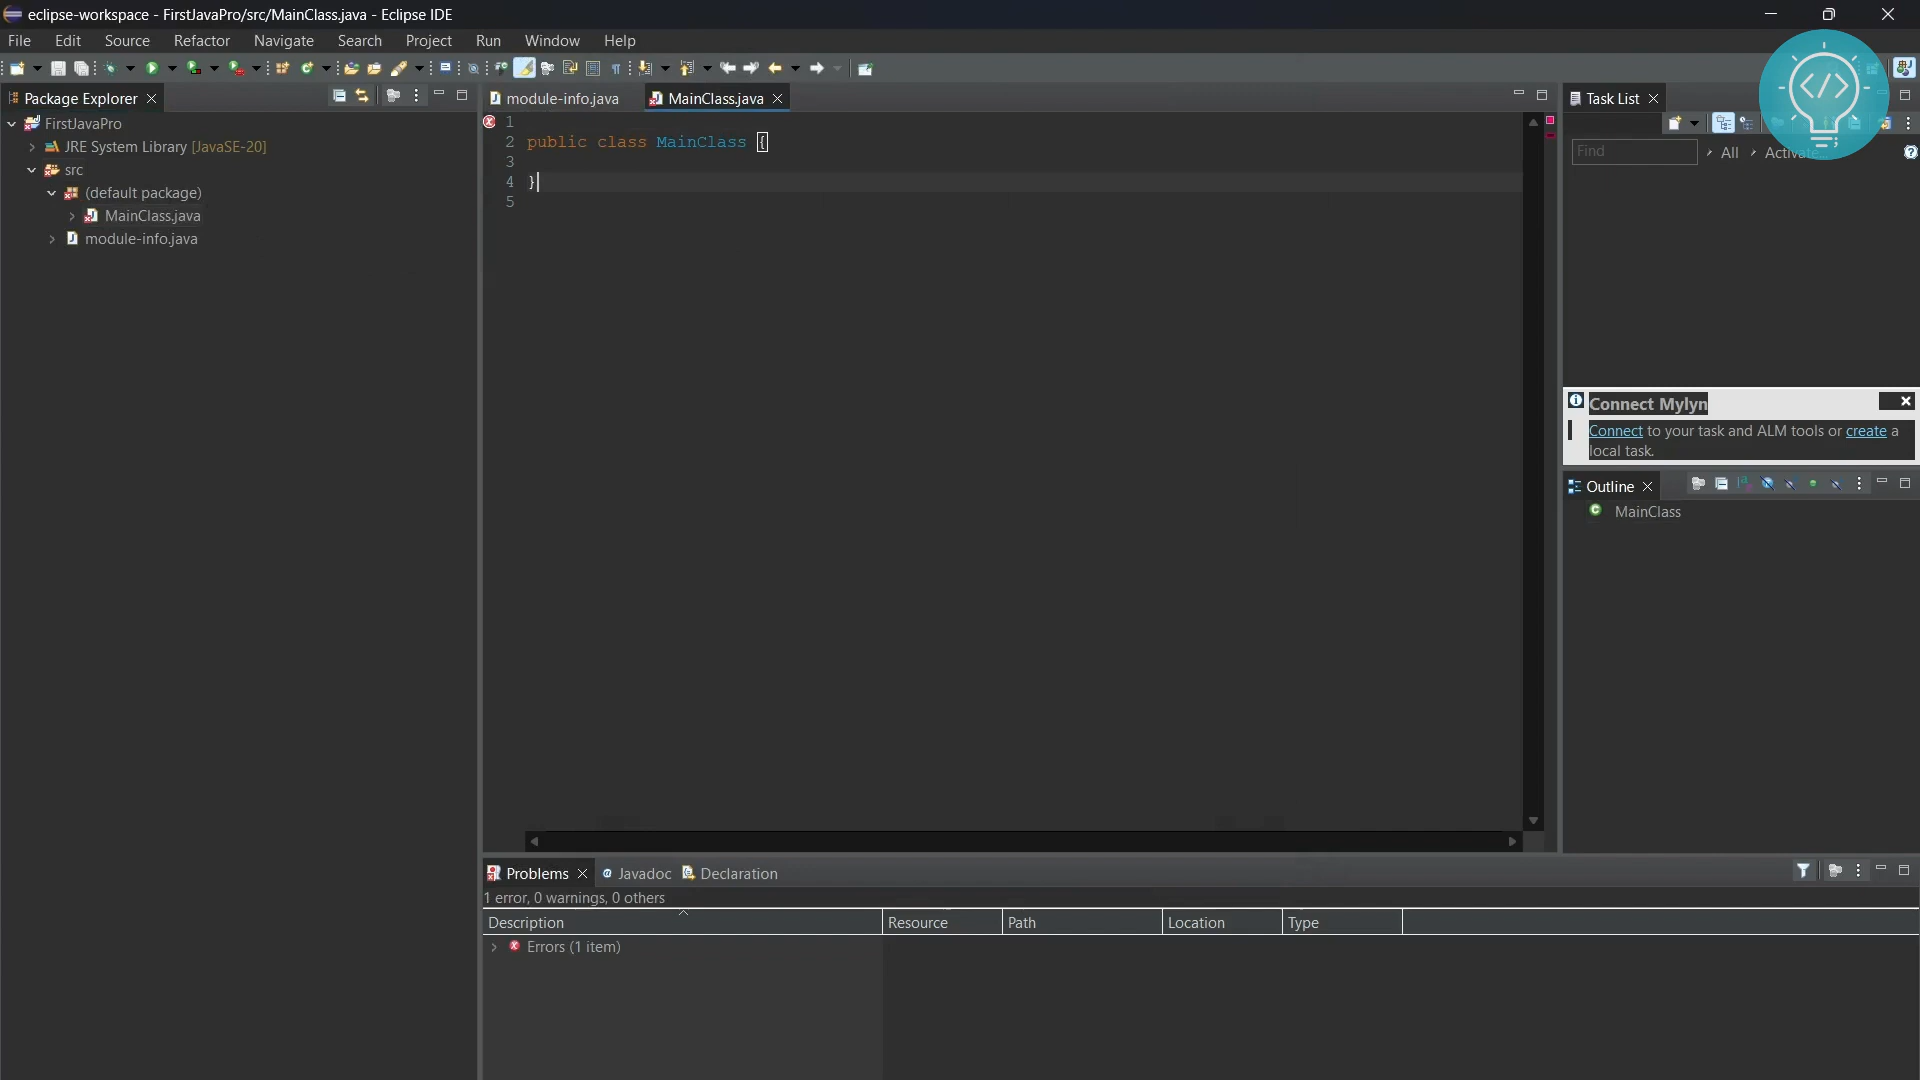 eclipse-workspace - FirstJavaPro/src/MainClass.java - Eclipse IDE
File Edit Source Refactor Navigate Search Project Run Window Help
Package Explorer
FirstJavaPro
JRE System Library [JavaSE-20]
src
(default package)
MainClass.java
module-info.java
module-info.java MainClass.java
1
2 public class MainClass {
3
4 }
5
Task List
Find All
Connect Mylyn
Connect to your task and ALM tools or create a
local task.
Outline
MainClass
Problems Javadoc Declaration
1 error, 0 warnings, 0 others
Description Resource Path Location Type
Errors (1 item)